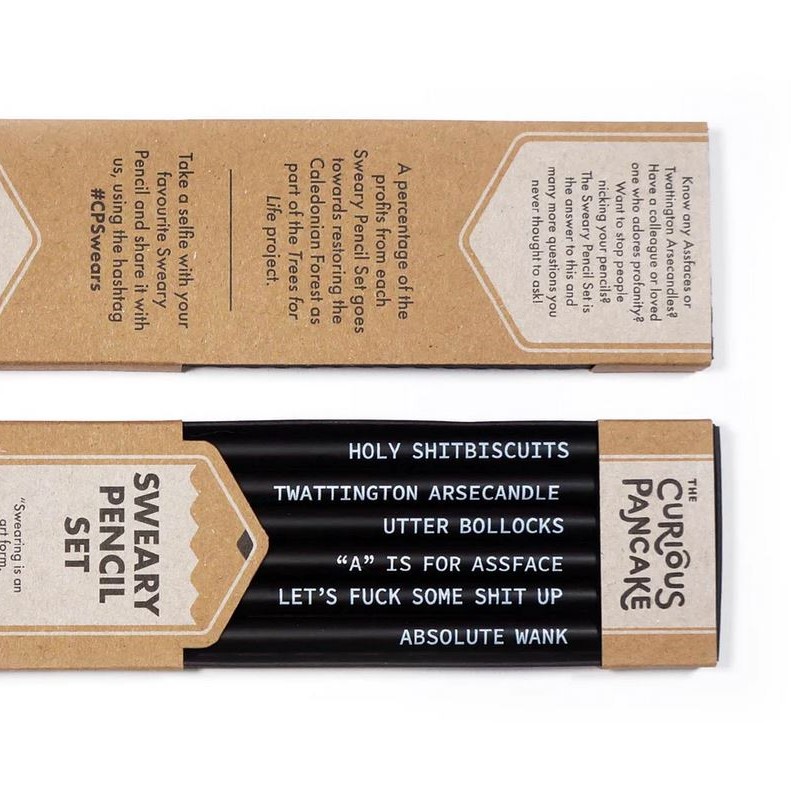 Know any Assfaces or
Twattington Arsecandles?
Have a colleague or loved
one who adores profanity?
Want to stop people
nicking your pencils?
The Sweary Pencil Set is
the answer to this and
many more questions you
never thought to ask!
A percentage of the
profits from each
Sweary Pencil Set goes
towards restoring the
Caledonian Forest as
part of the Trees for
Life project.
Take a selfie with your
favourite Sweary
Pencil and share it with
us, using the hashtag
#CPSwears
THE
CURIOUS
PANCAKE
HOLY SHITBISCUITS
TWATTINGTON ARSECANDLE
UTTER BOLLOCKS
“A” IS FOR ASSFACE
LET’S FUCK SOME SHIT UP
ABSOLUTE WANK
SWEARY
PENCIL
SET
“Swearing is an
art form.